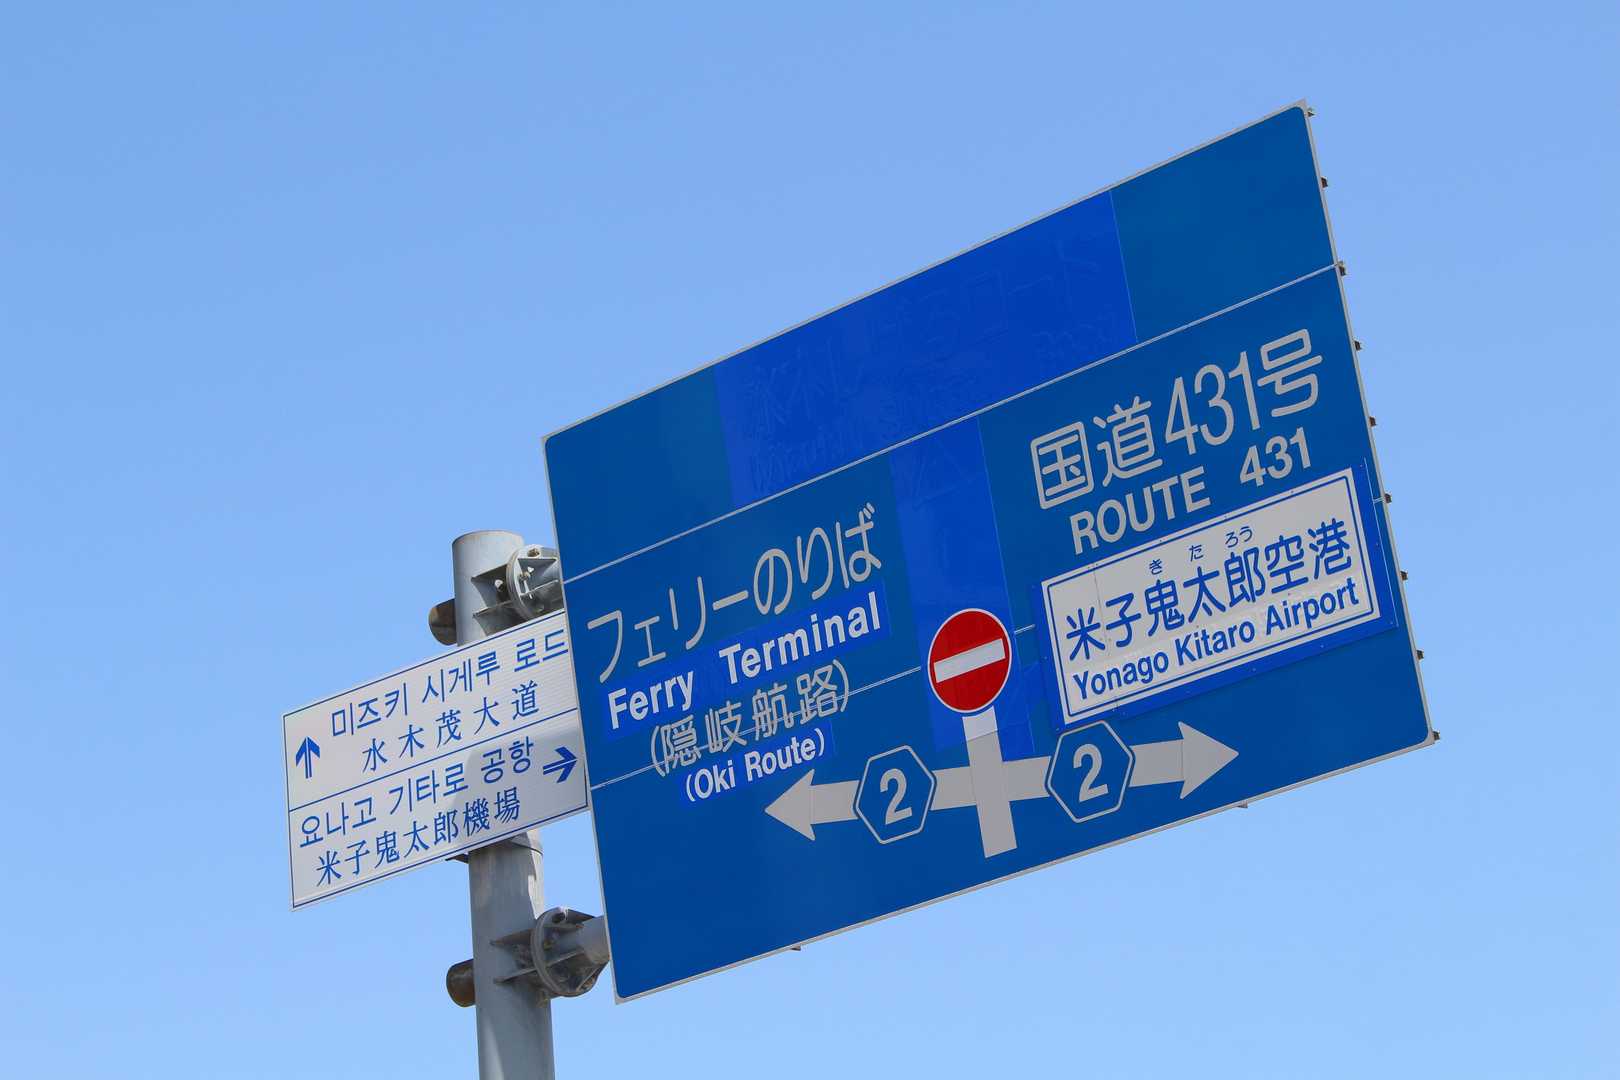 미즈키 시게루 로드
水木茂大道
요나고 기타로 공항
米子鬼太郎機場
フェリーのりば
Ferry Terminal
(隠岐航路)
(Oki Route)
2
国道431号
ROUTE 431
きたろう
米子鬼太郎空港
Yonago Kitaro Airport
2